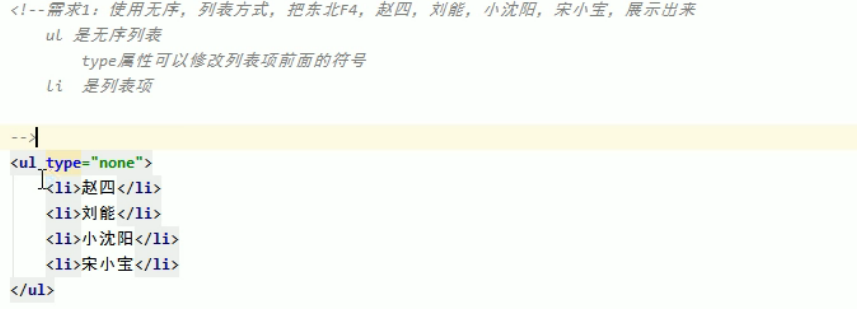 <!--需求1：使用无序，列表方式，把东北F4，赵四，刘能，小沈阳，宋小宝，展示出来
ul 是无序列表
type属性可以修改列表项前面的符号
li 是列表项
-->
<ul type="none">
<li>赵四</li>
<li>刘能</li>
<li>小沈阳</li>
<li>宋小宝</li>
</ul>